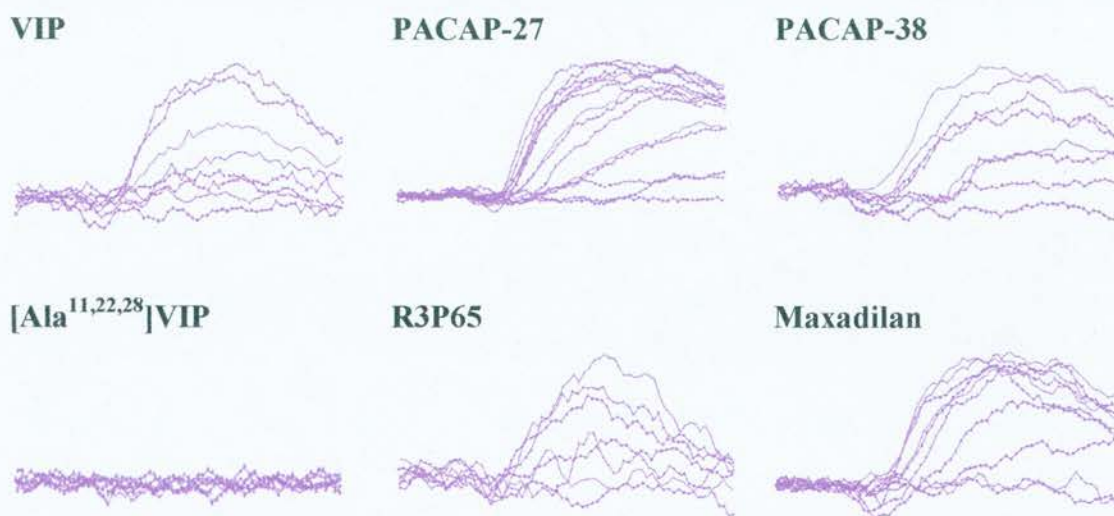 VIP PACAP-27 PACAP-38
[Ala11,22,28]VIP R3P65 Maxadilan